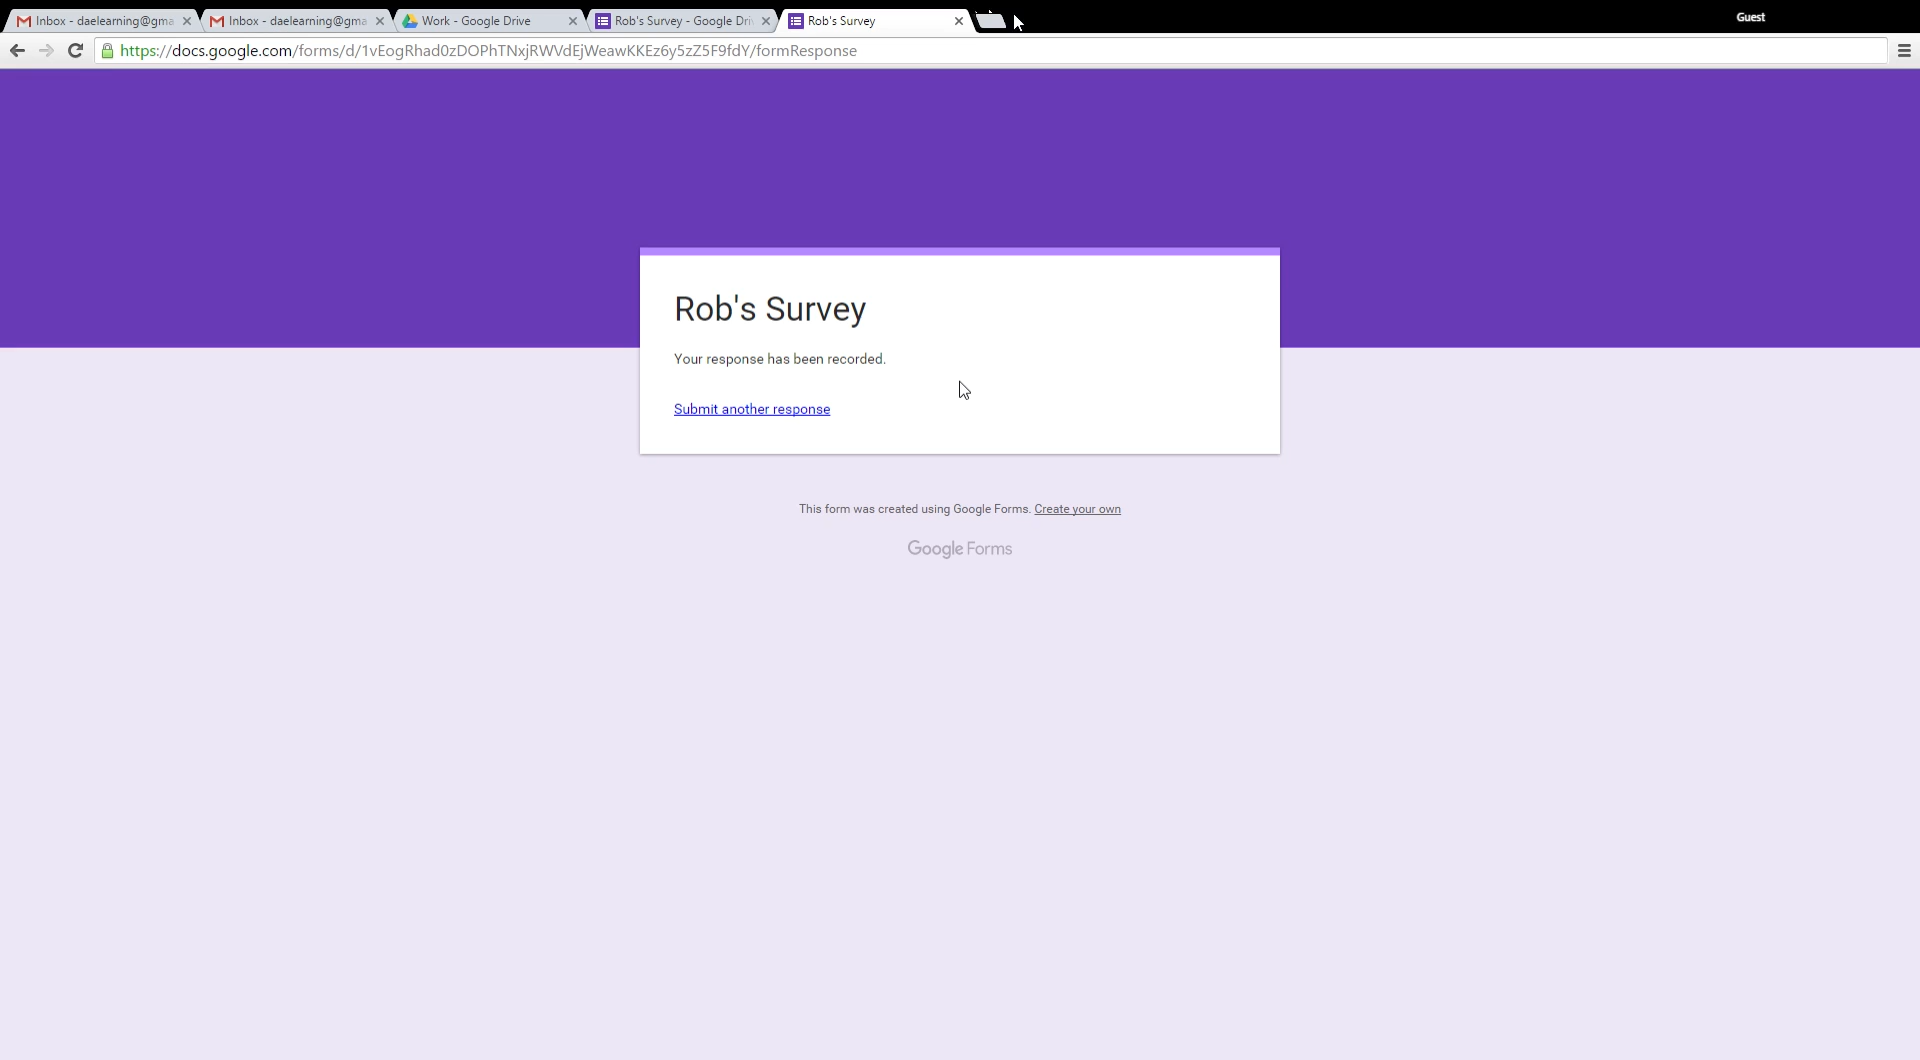 Inbox - daelearning@gma
Inbox - daelearning@gma
Work - Google Drive
Rob's Survey - Google Dri
Rob's Survey
Guest
https://docs.google.com/forms/d/1vEogRhad0zDOPhTNxjRWVdEjWeawKKEz6y5zZ5F9fdY/formResponse
Rob's Survey
Your response has been recorded.
Submit another response
This form was created using Google Forms. Create your own
Google Forms